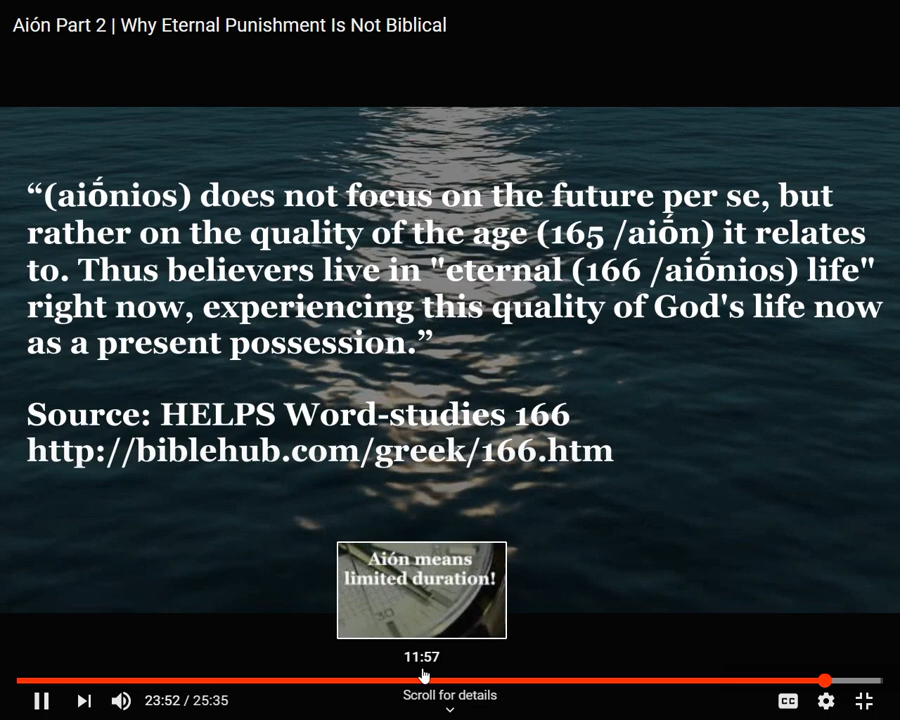 Aión Part 2 | Why Eternal Punishment Is Not Biblical
“(aiṓnios) does not focus on the future per se, but
rather on the quality of the age (165 /aiṓn) it relates
to. Thus believers live in "eternal (166 /aiṓnios) life"
right now, experiencing this quality of God's life now
as a present possession.”
Source: HELPS Word-studies 166
http://biblehub.com/greek/166.htm
Aión means
limited duration!
30
11:57
23:52 / 25:35
Scroll for details
CC